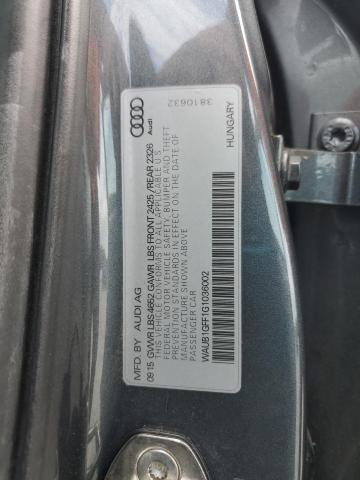 Audi
3810632
MFD. BY AUDI AG
09 15 GVWR LBS 4652 GAWR LBS FRONT 2425 / REAR 2326
THIS VEHICLE CONFORMS TO ALL APPLICABLE U.S.
FEDERAL MOTOR VEHICLE SAFETY, BUMPER AND THEFT
PREVENTION STANDARDS IN EFFECT ON THE DATE OF
MANUFACTURE SHOWN ABOVE
PASSENGER CAR
WAUB1GFF1G1036002 HUNGARY